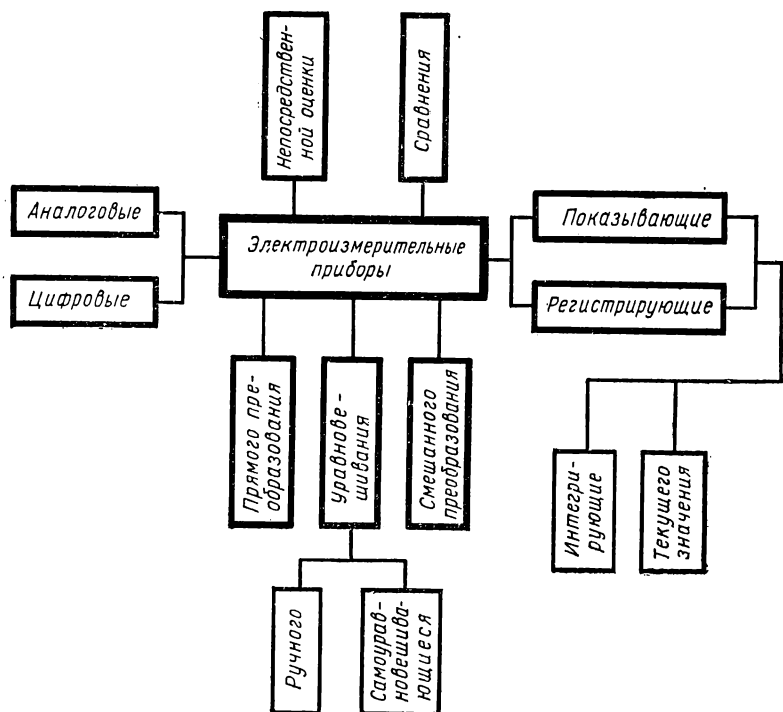 Непосредствен-
ной оценки
Сравнения
Аналоговые
Цифровые
Электроизмерительные
приборы
Показывающие
Регистрирующие
Прямого пре-
образования
Уравнове-
шивания
Смешанного
преобразования
Интегри-
рующие
Текущего
значения
Ручного
Самоурав-
новешива-
ющиеся